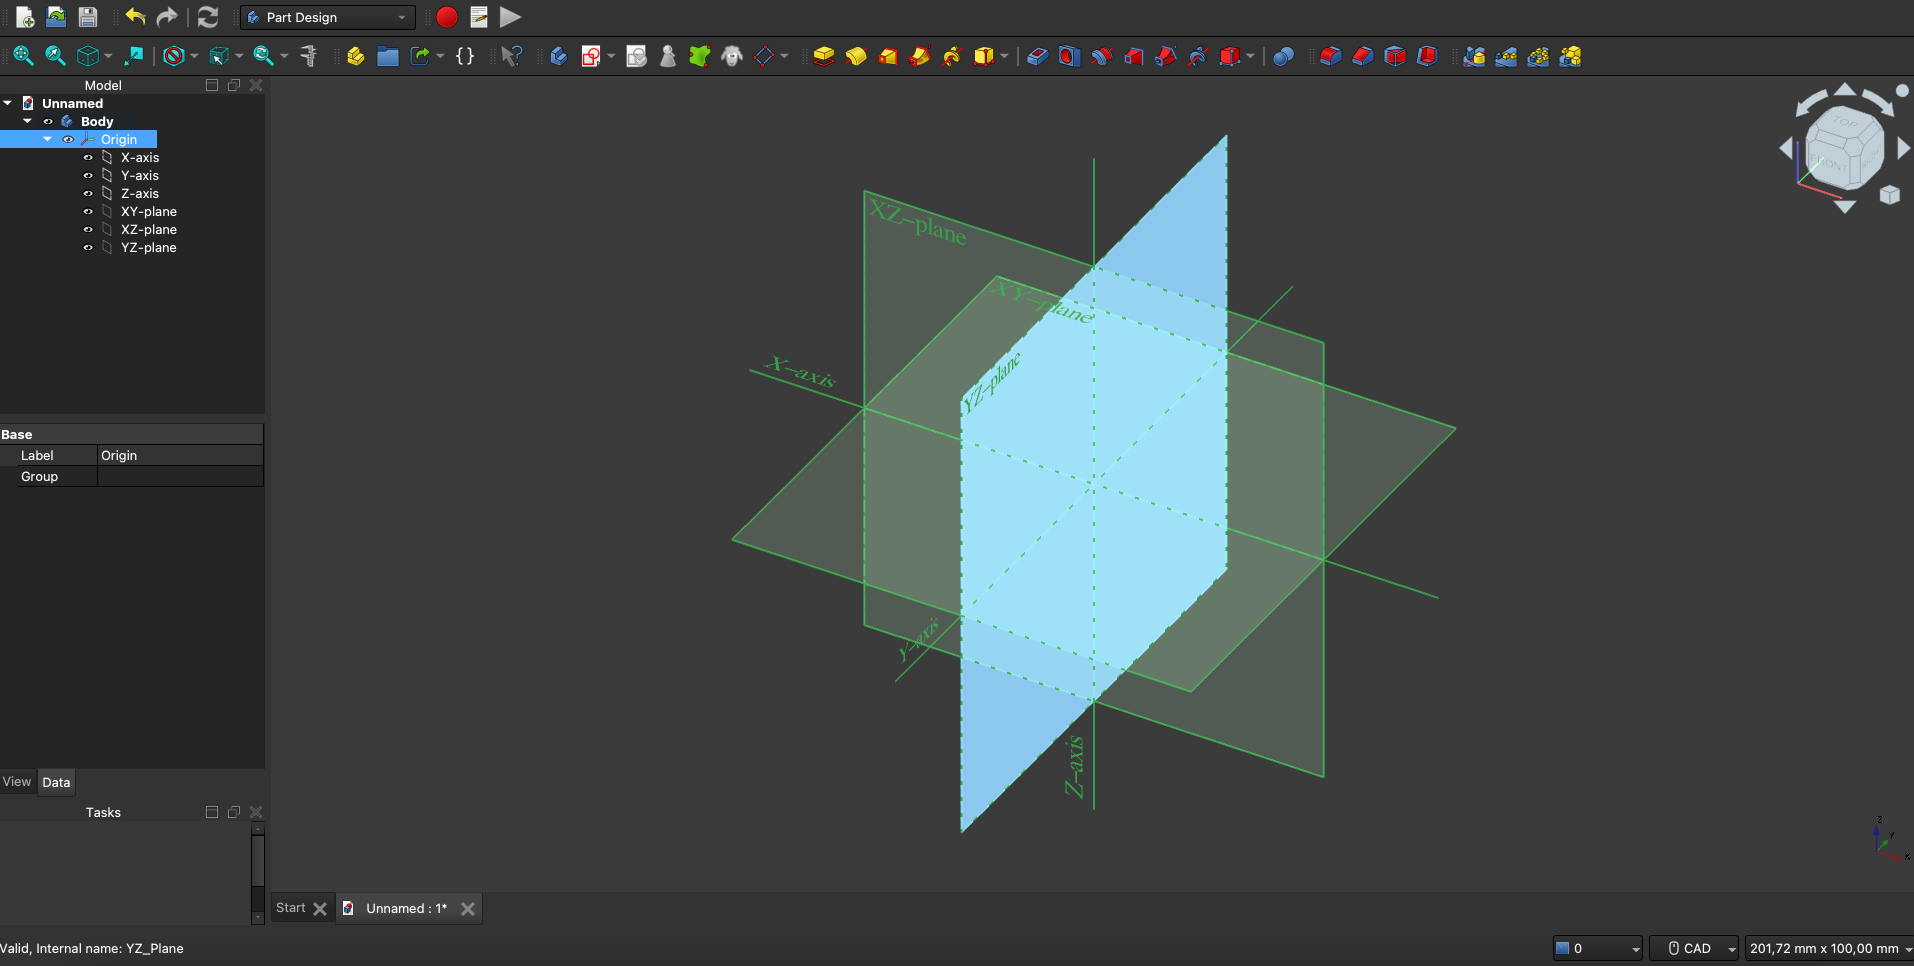 Part Design
{}
Model
Unnamed
Body
Origin
X-axis
Y-axis
Z-axis
XY-plane
XZ-plane
YZ-plane
Base
Label Origin
Group
View Data
Tasks
XZ-plane
XY-plane
YZ-plane
X-axis
Y-axis
Z-axis
TOP
FRONT
Z
Y
X
Start Unnamed : 1*
Valid, Internal name: YZ_Plane
0 CAD 201,72 mm x 100,00 mm